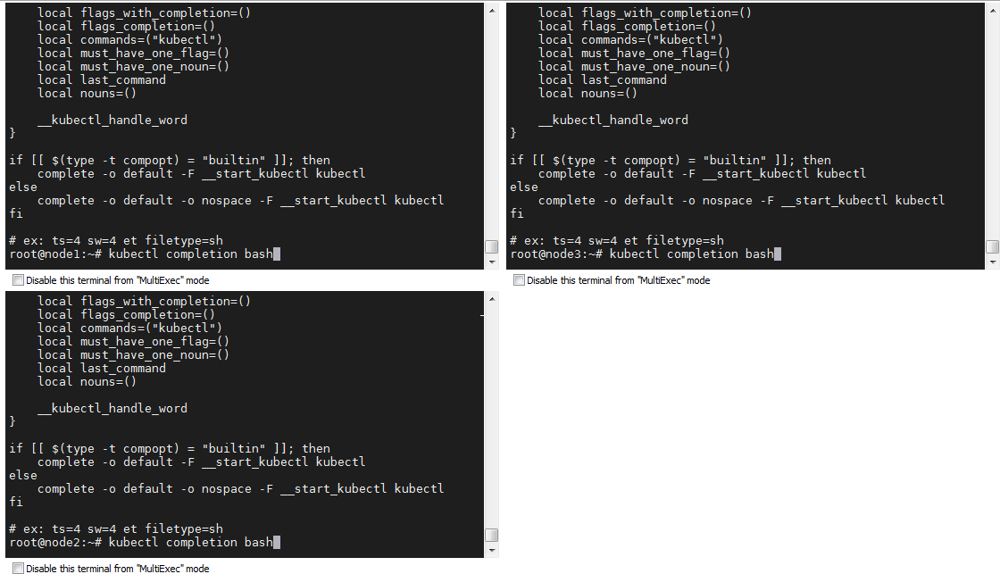 local flags_with_completion=()
local flags_completion=()
local commands=("kubectl")
local must_have_one_flag=()
local must_have_one_noun=()
local last_command
local nouns=()
__kubectl_handle_word
}
if [[ $(type -t compopt) = "builtin" ]]; then
complete -o default -F __start_kubectl kubectl
else
complete -o default -o nospace -F __start_kubectl kubectl
fi
# ex: ts=4 sw=4 et filetype=sh
root@node1:~# kubectl completion bash
Disable this terminal from "MultiExec" mode
local flags_with_completion=()
local flags_completion=()
local commands=("kubectl")
local must_have_one_flag=()
local must_have_one_noun=()
local last_command
local nouns=()
__kubectl_handle_word
}
if [[ $(type -t compopt) = "builtin" ]]; then
complete -o default -F __start_kubectl kubectl
else
complete -o default -o nospace -F __start_kubectl kubectl
fi
# ex: ts=4 sw=4 et filetype=sh
root@node3:~# kubectl completion bash
Disable this terminal from "MultiExec" mode
local flags_with_completion=()
local flags_completion=()
local commands=("kubectl")
local must_have_one_flag=()
local must_have_one_noun=()
local last_command
local nouns=()
__kubectl_handle_word
}
if [[ $(type -t compopt) = "builtin" ]]; then
complete -o default -F __start_kubectl kubectl
else
complete -o default -o nospace -F __start_kubectl kubectl
fi
# ex: ts=4 sw=4 et filetype=sh
root@node2:~# kubectl completion bash
Disable this terminal from "MultiExec" mode